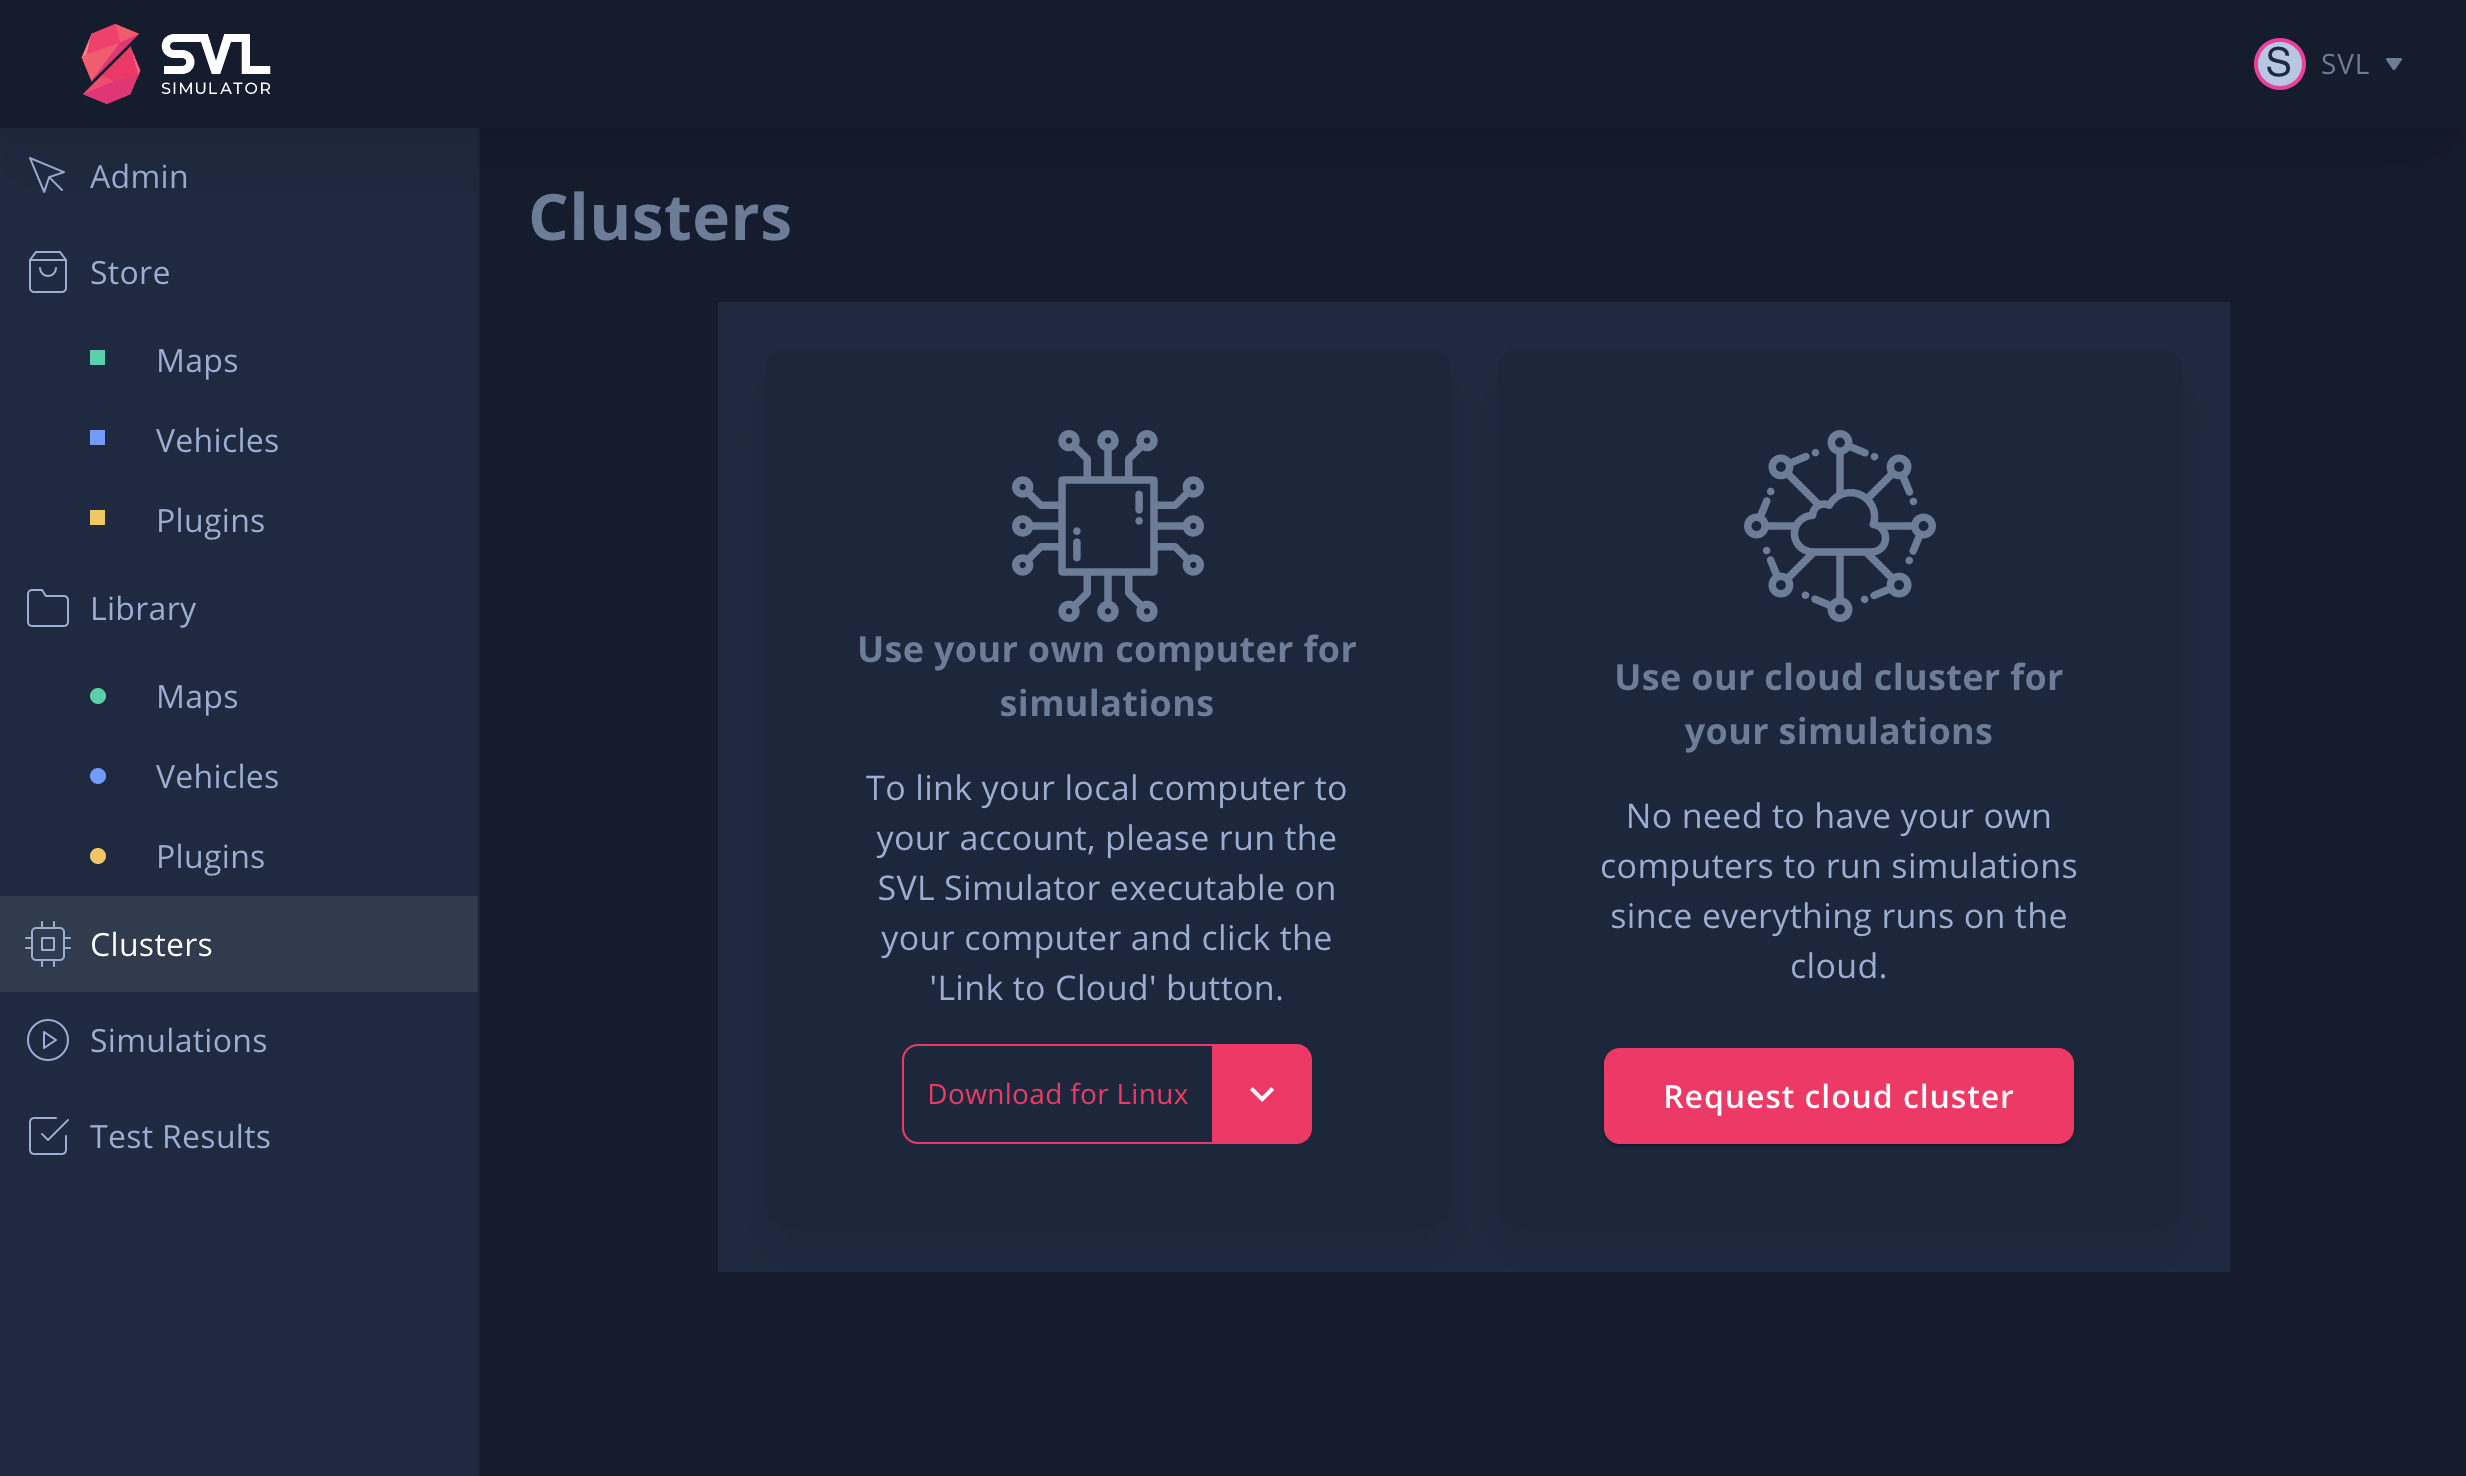 SVL
SIMULATOR
S
SVL
Admin
Store
Maps
Vehicles
Plugins
Library
Maps
Vehicles
Plugins
Clusters
Simulations
Test Results
Clusters
Use your own computer for
simulations
To link your local computer to
your account, please run the
SVL Simulator executable on
your computer and click the
'Link to Cloud' button.
Download for Linux
Use our cloud cluster for
your simulations
No need to have your own
computers to run simulations
since everything runs on the
cloud.
Request cloud cluster